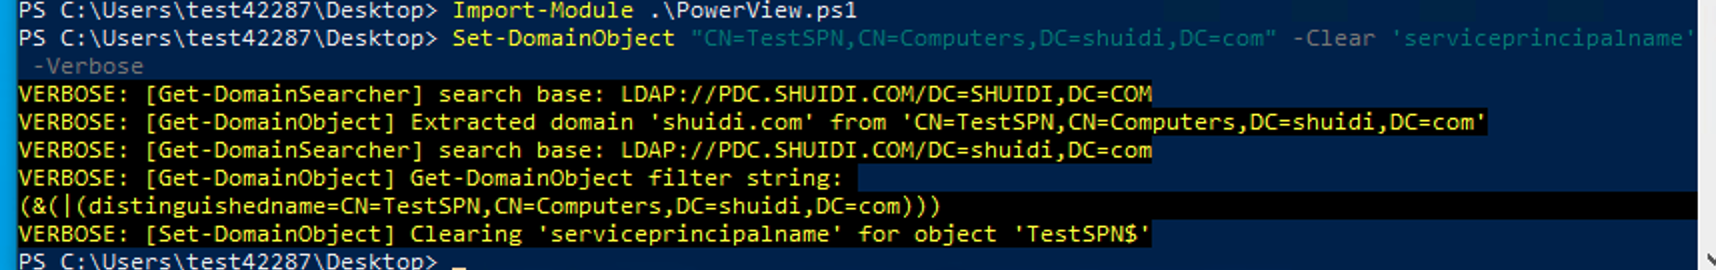 PS C:\Users\test42287\Desktop> Import-Module .\PowerView.ps1
PS C:\Users\test42287\Desktop> Set-DomainObject "CN=TestSPN,CN=Computers,DC=shuidi,DC=com" -Clear 'serviceprincipalname'
 -Verbose
VERBOSE: [Get-DomainSearcher] search base: LDAP://PDC.SHUIDI.COM/DC=SHUIDI,DC=COM
VERBOSE: [Get-DomainObject] Extracted domain 'shuidi.com' from 'CN=TestSPN,CN=Computers,DC=shuidi,DC=com'
VERBOSE: [Get-DomainSearcher] search base: LDAP://PDC.SHUIDI.COM/DC=shuidi,DC=com
VERBOSE: [Get-DomainObject] Get-DomainObject filter string:
(&(|(distinguishedname=CN=TestSPN,CN=Computers,DC=shuidi,DC=com)))
VERBOSE: [Set-DomainObject] Clearing 'serviceprincipalname' for object 'TestSPN$'
PS C:\Users\test42287\Desktop>